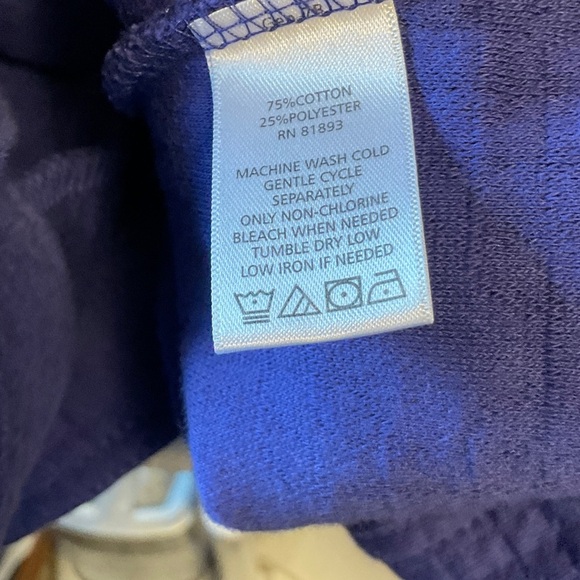 75%COTTON
25%POLYESTER
RN 81893
MACHINE WASH COLD
GENTLE CYCLE
SEPARATELY
ONLY NON-CHLORINE
BLEACH WHEN NEEDED
TUMBLE DRY LOW
LOW IRON IF NEEDED